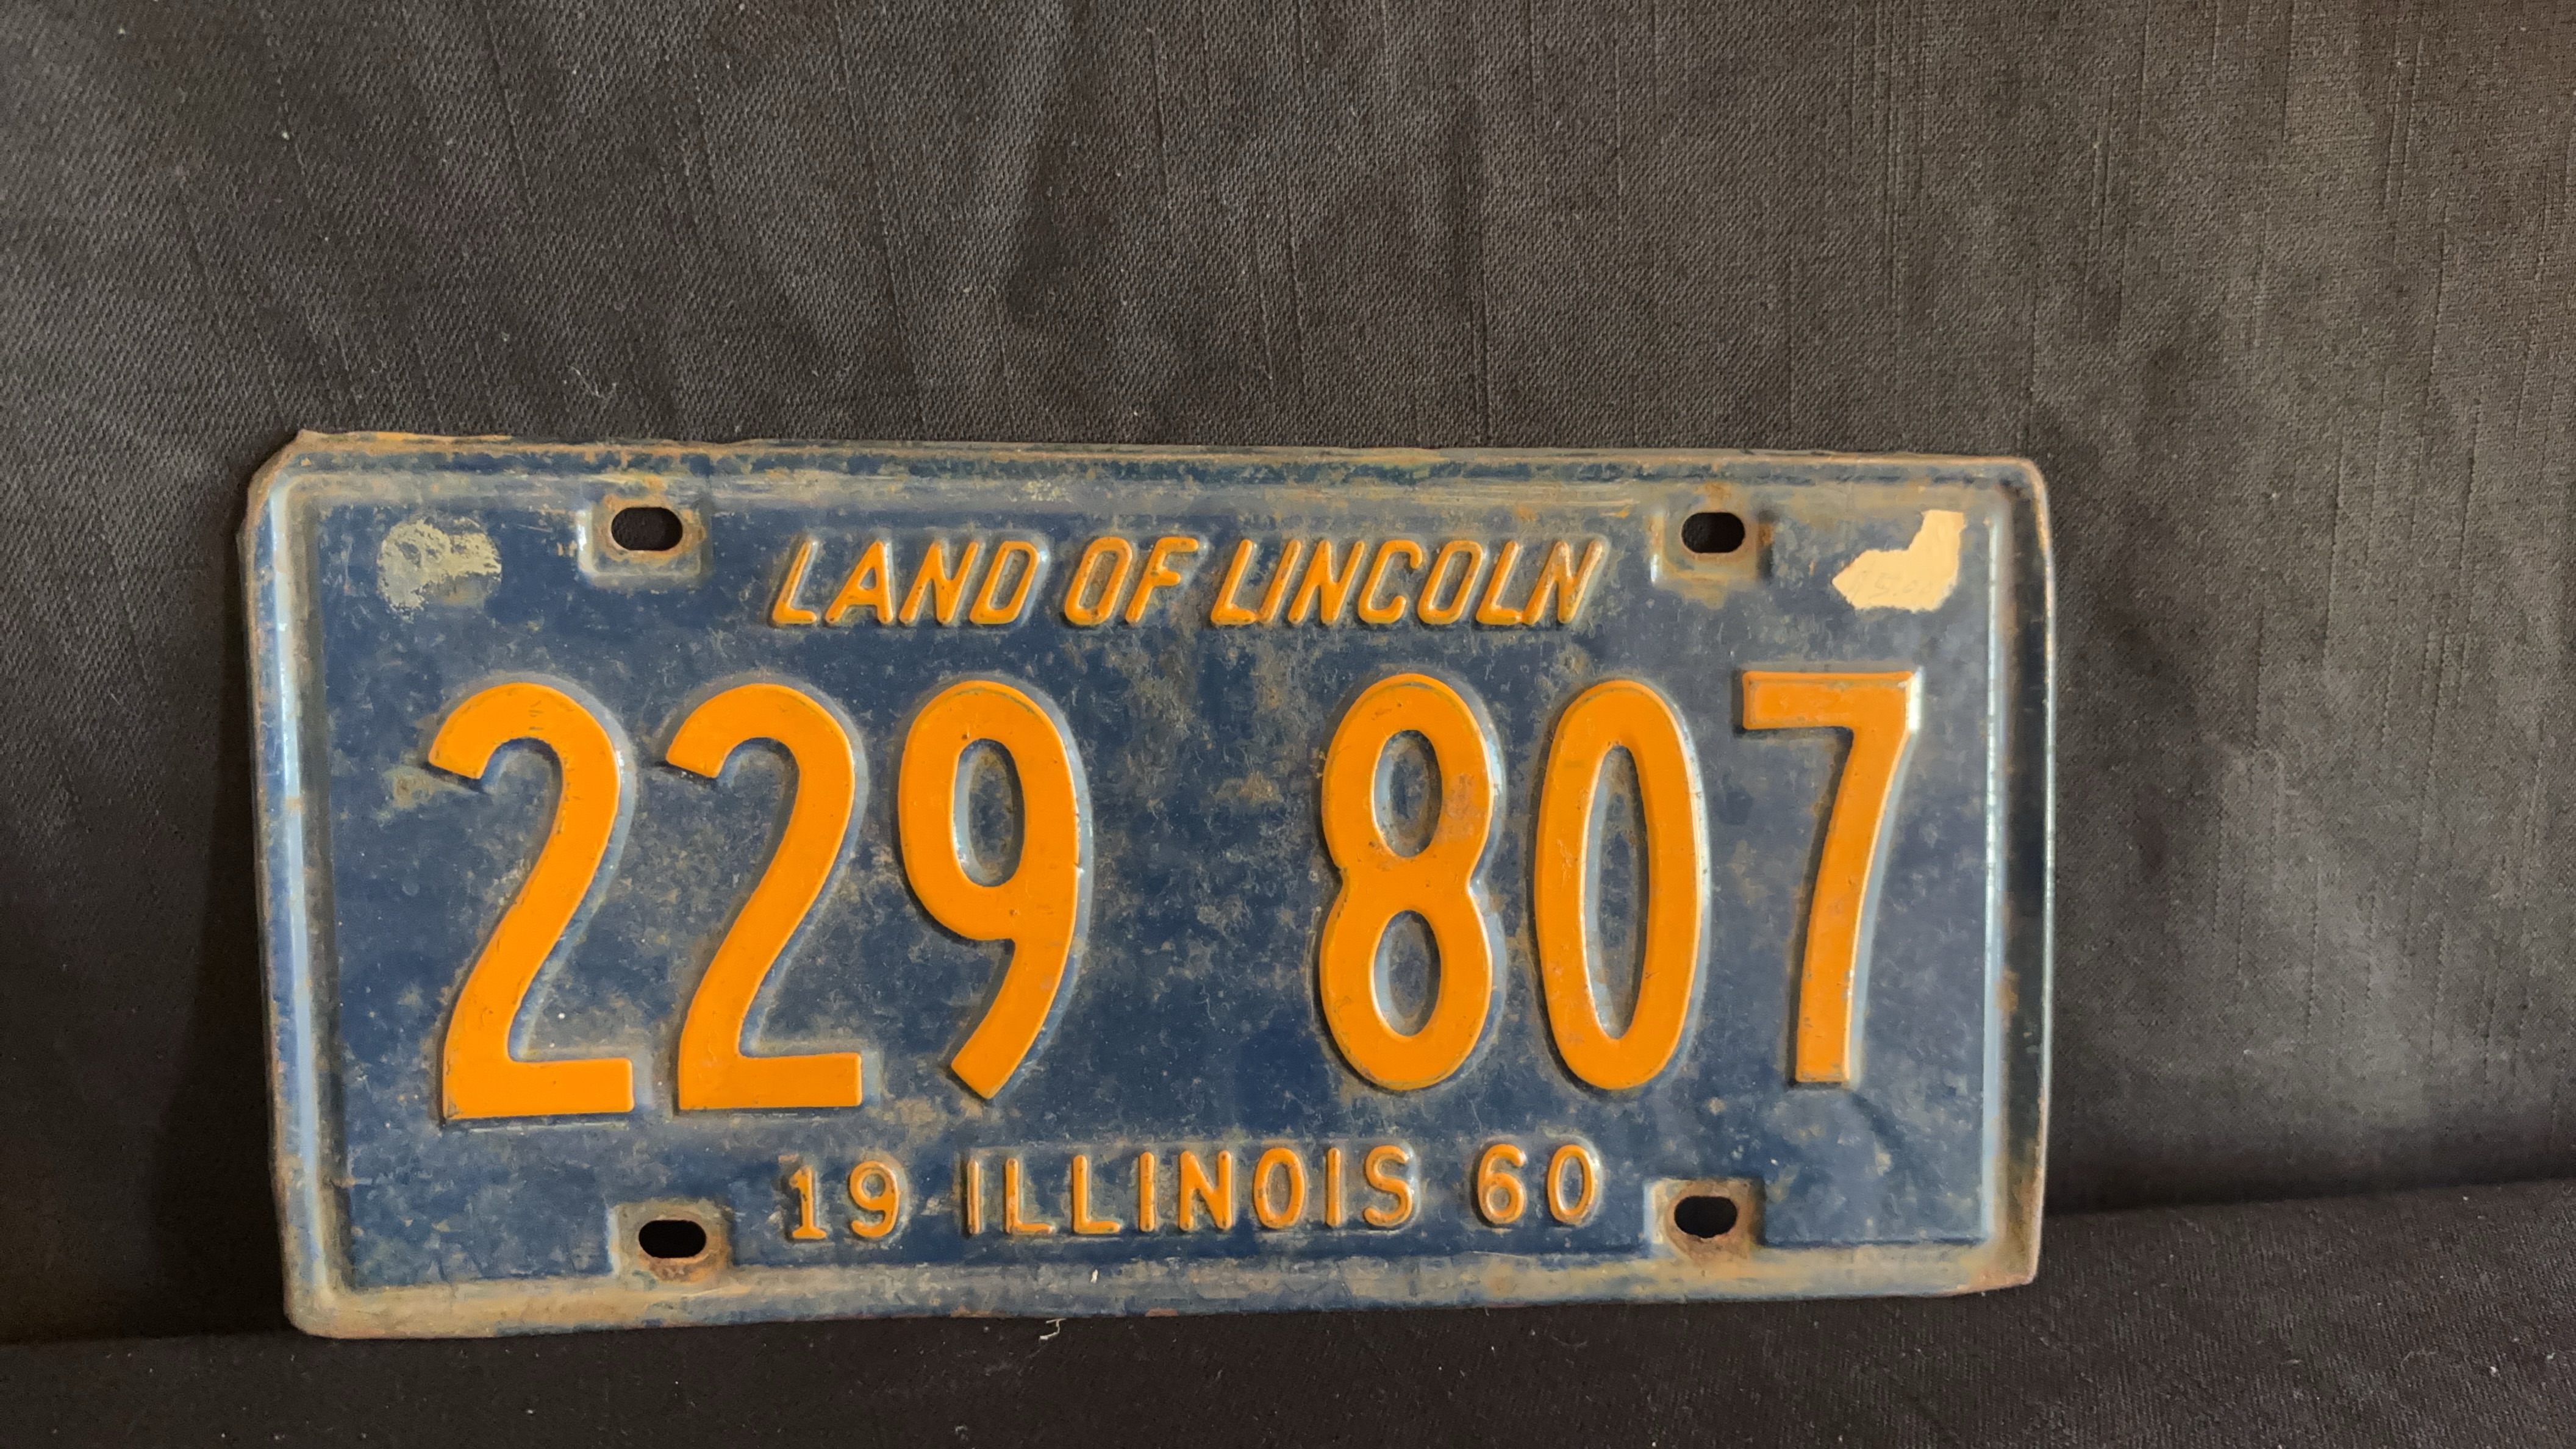 LAND OF LINCOLN
229 807
19 ILLINOIS 60